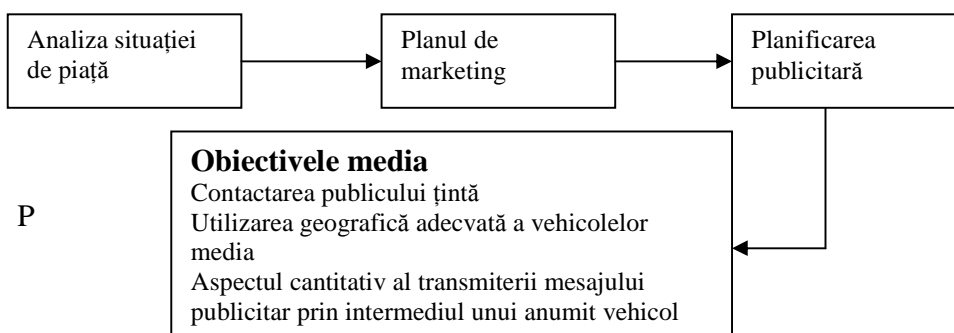 Analiza situației
de piață
Planul de
marketing
Planificarea
publicitară
Obiectivele media
Contactarea publicului țintă
Utilizarea geografică adecvată a vehicolelor
media
Aspectul cantitativ al transmiterii mesajului
publicitar prin intermediul unui anumit vehicol
P